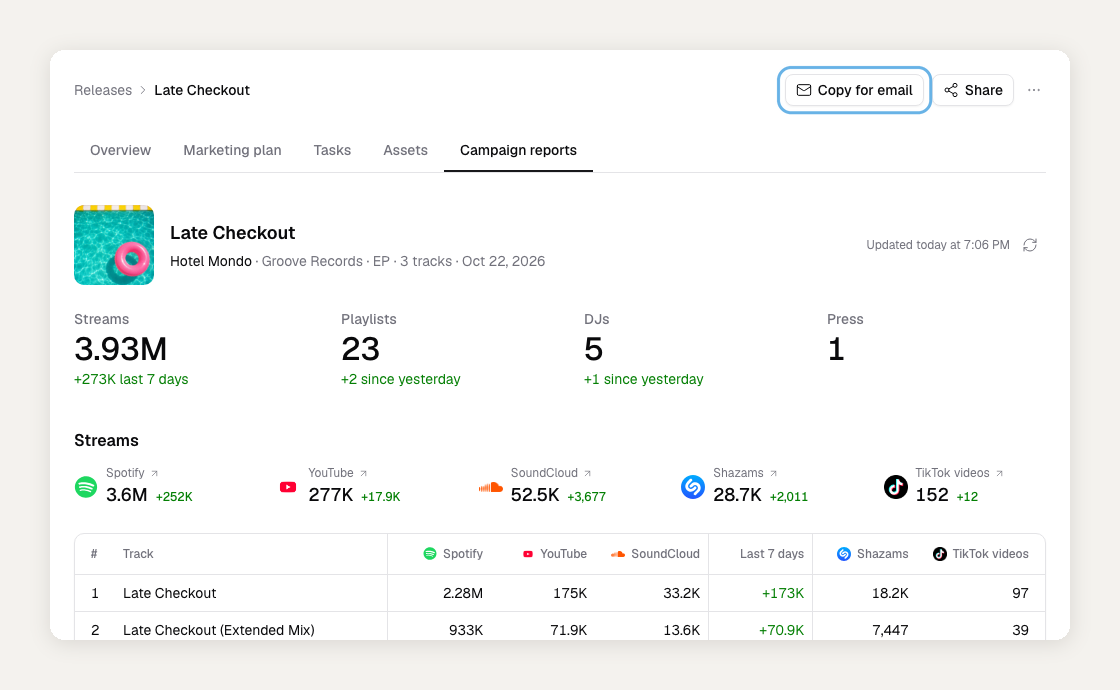 Releases > Late Checkout
Copy for email
Share
Overview Marketing plan Tasks Assets Campaign reports
Late Checkout
Hotel Mondo · Groove Records · EP · 3 tracks · Oct 22, 2026
Updated today at 7:06 PM
Streams Playlists DJs Press
3.93M 23 5 1
+273K last 7 days +2 since yesterday +1 since yesterday
Streams
Spotify ↗ YouTube ↗ SoundCloud ↗ Shazams ↗ TikTok videos ↗
3.6M +252K 277K +17.9K 52.5K +3,677 28.7K +2,011 152 +12
# Track Spotify YouTube SoundCloud Last 7 days Shazams TikTok videos
1 Late Checkout 2.28M 175K 33.2K +173K 18.2K 97
2 Late Checkout (Extended Mix) 933K 71.9K 13.6K +70.9K 7,447 39